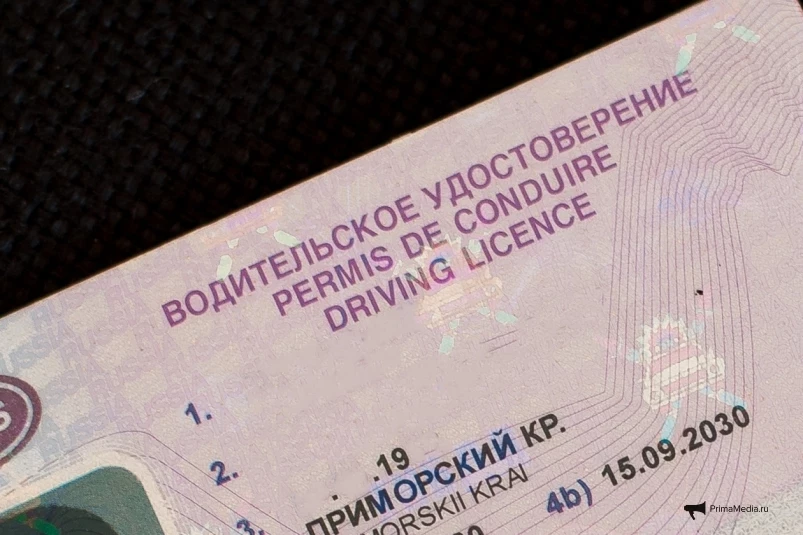 ВОДИТЕЛЬСКОЕ УДОСТОВЕРЕНИЕ
PERMIS DE CONDUIRE
DRIVING LICENCE
1.
2.
. .19
3. ПРИМОРСКИЙ КР.
KRAI
4b) 15.09.2030
PrimaMedia.ru